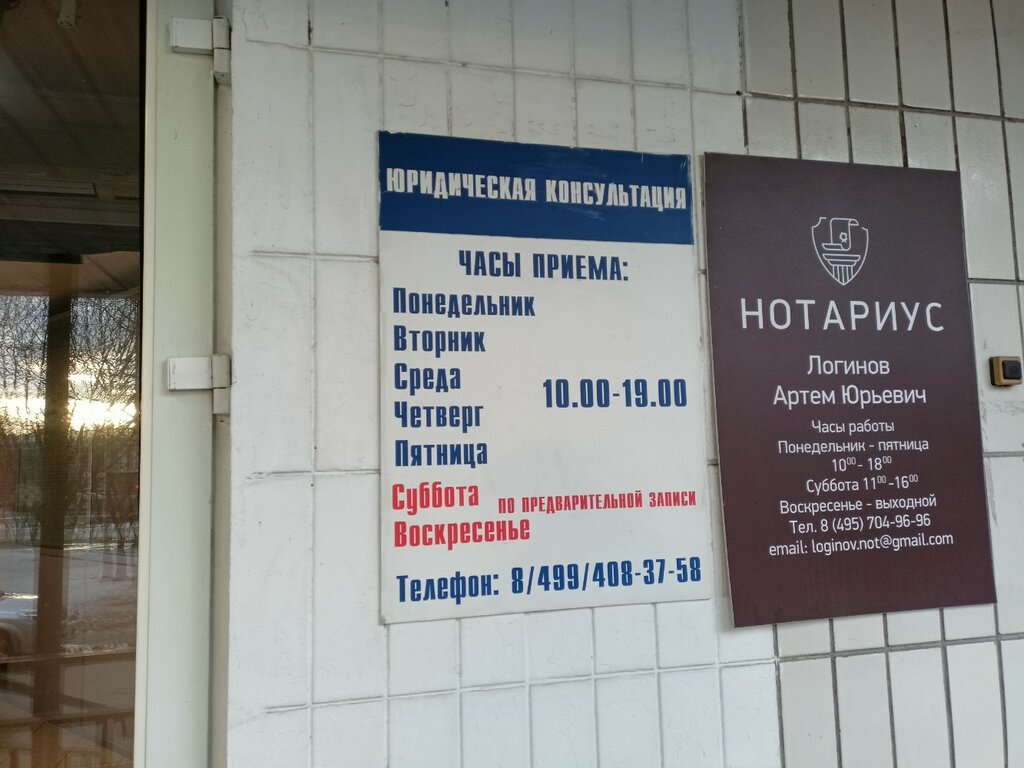 ЮРИДИЧЕСКАЯ КОНСУЛЬТАЦИЯ
ЧАСЫ ПРИЕМА:
Понедельник
Вторник
Среда
10.00-19.00
Четверг
Пятница
Суббота ПО ПРЕДВАРИТЕЛЬНОЙ ЗАПИСИ
Воскресенье
Телефон: 8/499/408-37-58
НОТАРИУС
Логинов
Артем Юрьевич
Часы работы
Понедельник - пятница
10⁰⁰ - 18⁰⁰
Суббота 11⁰⁰ -16⁰⁰
Воскресенье - выходной
Тел. 8 (495) 704-96-96
email: loginov.not@gmail.com